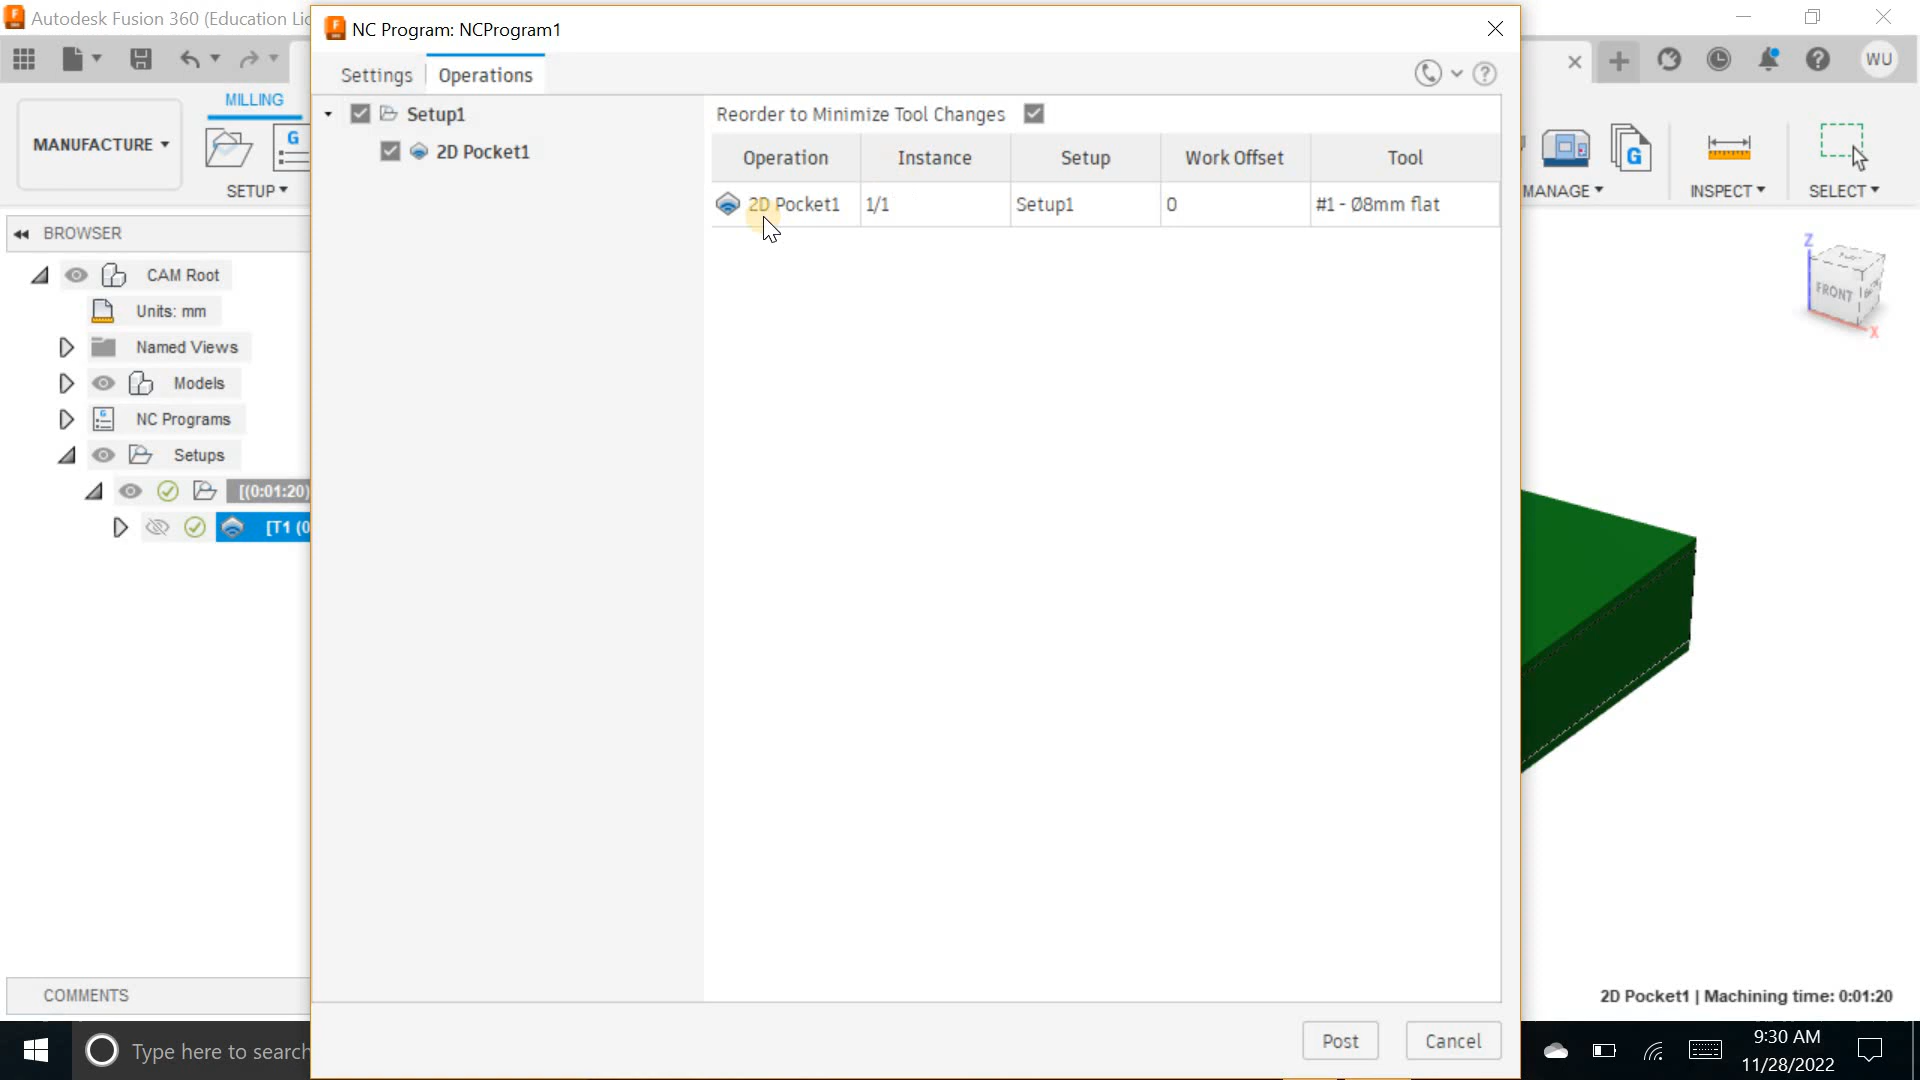 Autodesk Fusion 360 (Education Lic
NC Program: NCProgram1
Settings
Operations
WU
MILLING
MANUFACTURE
SETUP
G
G
MANAGE
INSPECT
SELECT
Setup1
2D Pocket1
Reorder to Minimize Tool Changes
Operation Instance Setup Work Offset Tool
2D Pocket1 1/1 Setup1 0 #1 - Ø8mm flat
BROWSER
CAM Root
Units: mm
Named Views
Models
NC Programs
Setups
[(0:01:20)
[T1 (0
Z
FRONT
X
COMMENTS
2D Pocket1 | Machining time: 0:01:20
Post
Cancel
Type here to search
9:30 AM
11/28/2022